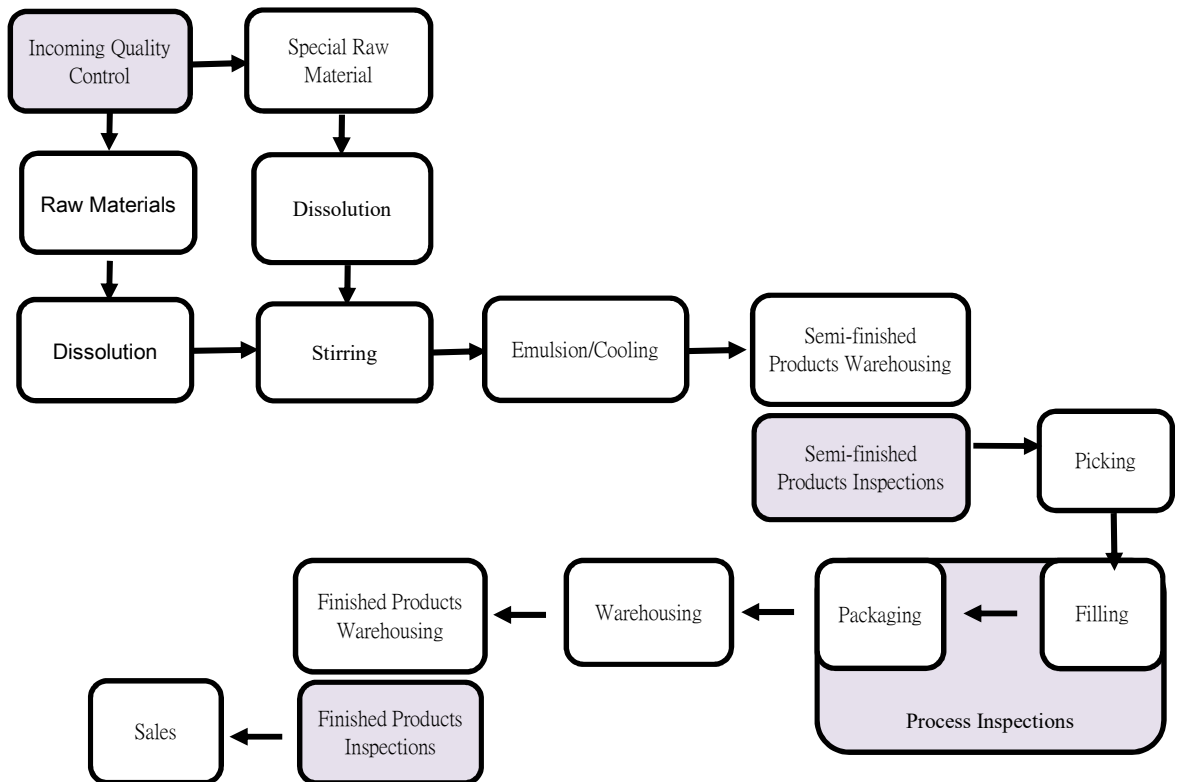 Incoming Quality
Control
Special Raw
Material
Raw Materials
Dissolution
Dissolution
Stirring
Emulsion/Cooling
Semi-finished
Products Warehousing
Semi-finished
Products Inspections
Picking
Filling
Packaging
Process Inspections
Warehousing
Finished Products
Warehousing
Finished Products
Inspections
Sales